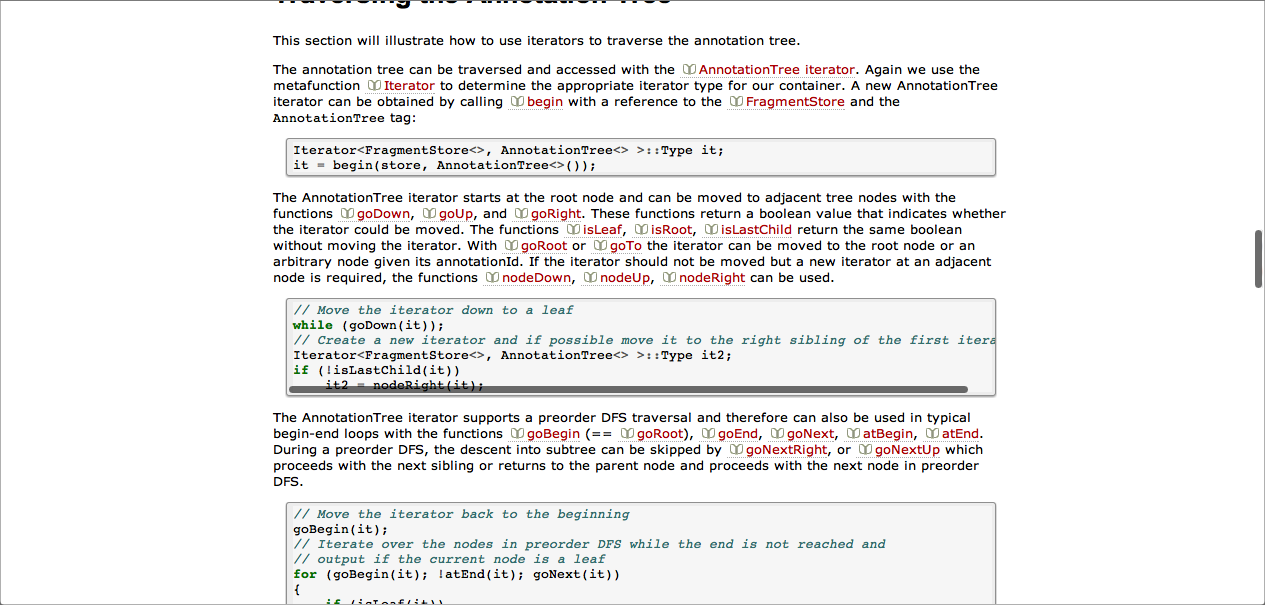 Traversing the Annotation Tree
This section will illustrate how to use iterators to traverse the annotation tree.
The annotation tree can be traversed and accessed with the AnnotationTree iterator. Again we use the
metafunction Iterator to determine the appropriate iterator type for our container. A new AnnotationTree
iterator can be obtained by calling begin with a reference to the FragmentStore and the
AnnotationTree tag:
Iterator<FragmentStore<>, AnnotationTree<> >::Type it;
it = begin(store, AnnotationTree<>());
The AnnotationTree iterator starts at the root node and can be moved to adjacent tree nodes with the
functions goDown, goUp, and goRight. These functions return a boolean value that indicates whether
the iterator could be moved. The functions isLeaf, isRoot, isLastChild return the same boolean
without moving the iterator. With goRoot or goTo the iterator can be moved to the root node or an
arbitrary node given its annotationId. If the iterator should not be moved but a new iterator at an adjacent
node is required, the functions nodeDown, nodeUp, nodeRight can be used.
// Move the iterator down to a leaf
while (goDown(it));
// Create a new iterator and if possible move it to the right sibling of the first itera
Iterator<FragmentStore<>, AnnotationTree<> >::Type it2;
if (!isLastChild(it))
it2 = nodeRight(it);
The AnnotationTree iterator supports a preorder DFS traversal and therefore can also be used in typical
begin-end loops with the functions goBegin (== goRoot), goEnd, goNext, atBegin, atEnd.
During a preorder DFS, the descent into subtree can be skipped by goNextRight, or goNextUp which
proceeds with the next sibling or returns to the parent node and proceeds with the next node in preorder
DFS.
// Move the iterator back to the beginning
goBegin(it);
// Iterate over the nodes in preorder DFS while the end is not reached and
// output if the current node is a leaf
for (goBegin(it); !atEnd(it); goNext(it))
{
if (isLeaf(it))